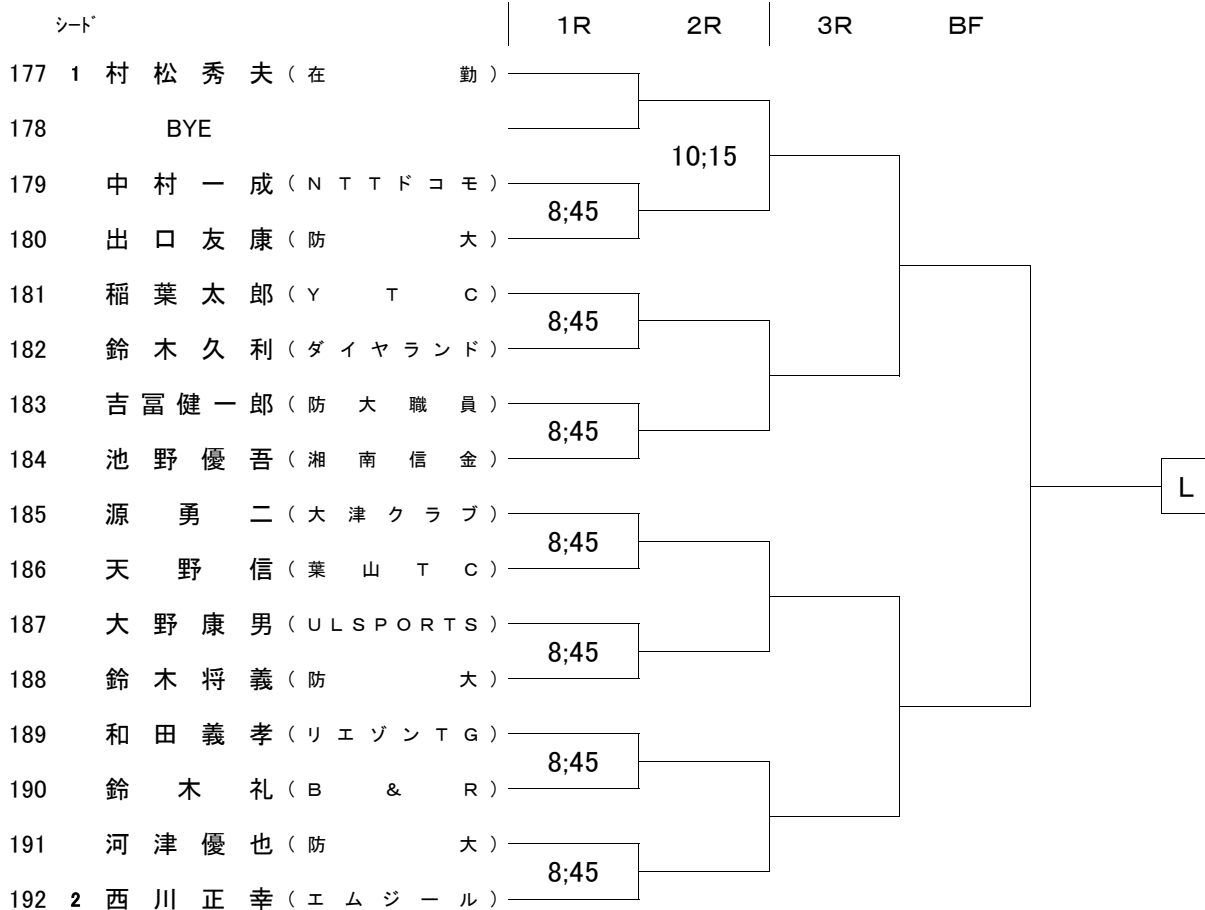 シード 1R 2R 3R BF
177 1 村松秀夫（在勤）
178 BYE
10;15
179 中村一成（NTTドコモ）
8;45
180 出口友康（防大）
181 稲葉太郎（YTC）
8;45
182 鈴木久利（ダイヤランド）
183 吉冨健一郎（防大職員）
8;45
184 池野優吾（湘南信金）
L
185 源勇二（大津クラブ）
8;45
186 天野信（葉山TC）
187 大野康男（ULSPORTS）
8;45
188 鈴木将義（防大）
189 和田義孝（リエゾンTG）
8;45
190 鈴木礼（B&R）
191 河津優也（防大）
8;45
192 2 西川正幸（エムジール）